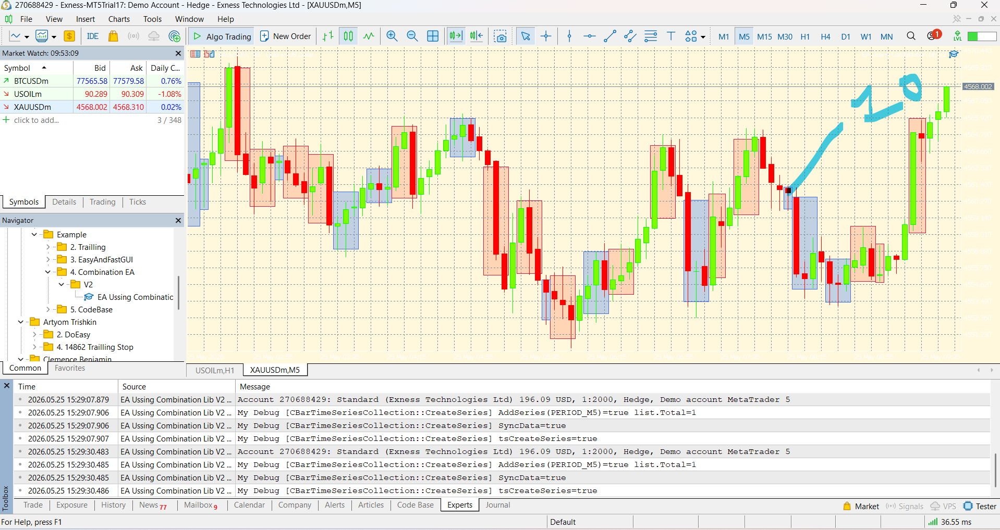 270688429 - Exness-MT5Trial17: Demo Account - Hedge - Exness Technologies Ltd - [XAUUSDm,M5]
File View Insert Charts Tools Window Help
IDE Algo Trading New Order M1 M5 M15 M30 H1 H4 D1 W1 MN 1 LVL
Market Watch: 09:53:09
Symbol Bid Ask Daily C...
BTCUSDm 77565.58 77579.58 0.76%
USOILm 90.289 90.309 -1.08%
XAUUSDm 4568.002 4568.310 0.02%
click to add... 3 / 348
Symbols Details Trading Ticks
Navigator
Example
2. Trailling
3. EasyAndFastGUI
4. Combination EA
V2
EA Ussing Combinatic
5. CodeBase
Artyom Trishkin
2. DoEasy
4. 14862 Trailling Stop
Clemence Benjamin
Common Favorites
20
4568.002
USOILm,H1 XAUUSDm,M5
Time Source Message
2026.05.25 15:29:07.879 EA Ussing Combination Lib V2 ... Account 270688429: Standard (Exness Technologies Ltd) 196.09 USD, 1:2000, Hedge, Demo account MetaTrader 5
2026.05.25 15:29:07.906 EA Ussing Combination Lib V2 ... My Debug [CBarTimeSeriesCollection::CreateSeries] AddSeries(PERIOD_M5)=true list.Total=1
2026.05.25 15:29:07.906 EA Ussing Combination Lib V2 ... My Debug [CBarTimeSeriesCollection::CreateSeries] SyncData=true
2026.05.25 15:29:07.907 EA Ussing Combination Lib V2 ... My Debug [CBarTimeSeriesCollection::CreateSeries] tsCreateSeries=true
2026.05.25 15:29:30.483 EA Ussing Combination Lib V2 ... Account 270688429: Standard (Exness Technologies Ltd) 196.09 USD, 1:2000, Hedge, Demo account MetaTrader 5
2026.05.25 15:29:30.485 EA Ussing Combination Lib V2 ... My Debug [CBarTimeSeriesCollection::CreateSeries] AddSeries(PERIOD_M5)=true list.Total=1
2026.05.25 15:29:30.485 EA Ussing Combination Lib V2 ... My Debug [CBarTimeSeriesCollection::CreateSeries] SyncData=true
2026.05.25 15:29:30.486 EA Ussing Combination Lib V2 ... My Debug [CBarTimeSeriesCollection::CreateSeries] tsCreateSeries=true
Toolbox
Trade Exposure History News 77 Mailbox 9 Calendar Company Alerts Articles Code Base Experts Journal Market Signals VPS Tester
For Help, press F1 Default 36.55 ms